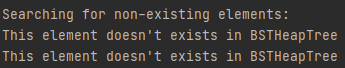 Searching for non-existing elements:
This element doesn't exists in BSTHeapTree
This element doesn't exists in BSTHeapTree